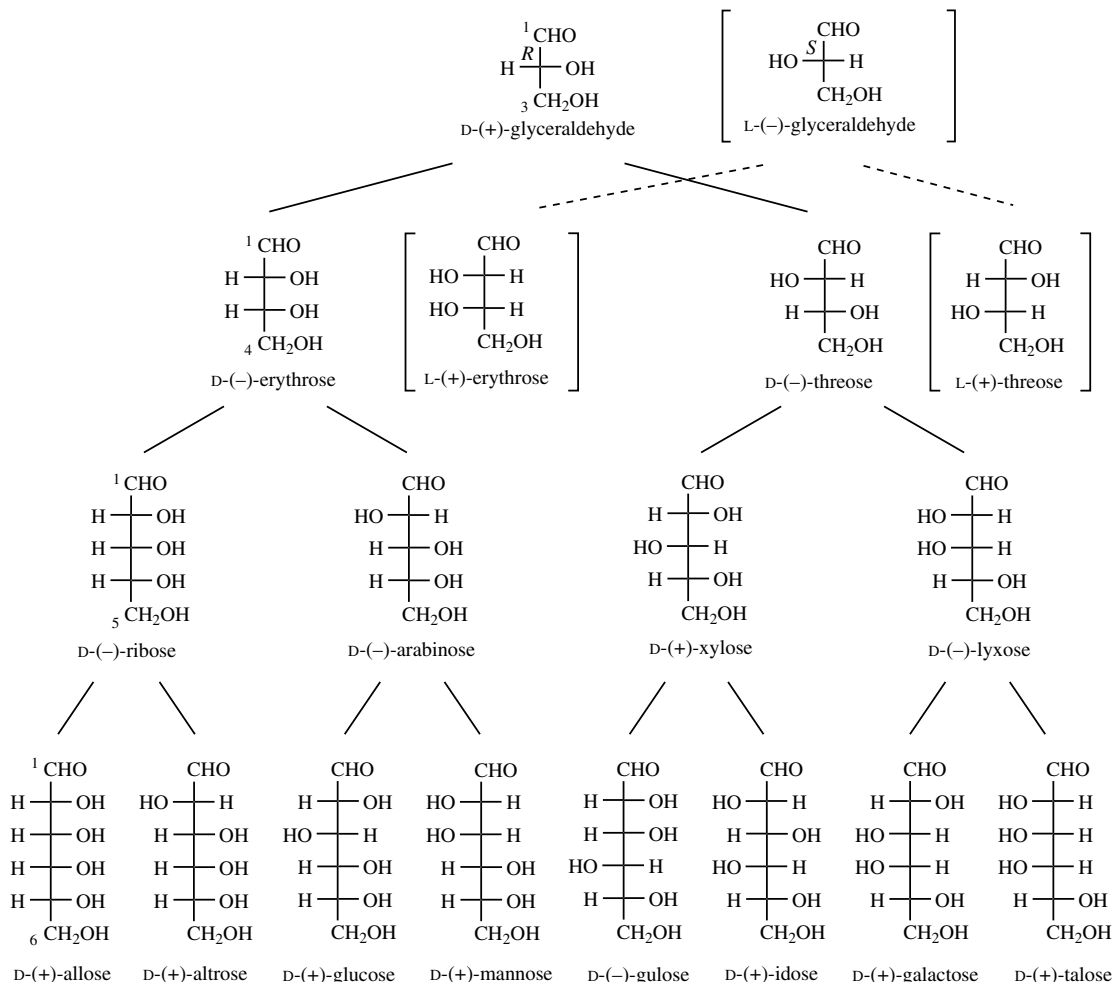 1 CHO CHO
R S
H OH HO H
3 CH2OH CH2OH
D-(+)-glyceraldehyde L-(–)-glyceraldehyde
1 CHO CHO CHO CHO
H OH HO H HO H H OH
H OH HO H H OH HO H
4 CH2OH CH2OH CH2OH CH2OH
D-(–)-erythrose L-(+)-erythrose D-(–)-threose L-(+)-threose
1 CHO CHO CHO CHO
H OH HO H H OH HO H
H OH H OH HO H HO H
H OH H OH H OH H OH
5 CH2OH CH2OH CH2OH CH2OH
D-(–)-ribose D-(–)-arabinose D-(+)-xylose D-(–)-lyxose
1 CHO CHO CHO CHO CHO CHO CHO CHO
H OH HO H H OH HO H H OH HO H H OH HO H
H OH H OH HO H HO H H OH H OH HO H HO H
H OH H OH H OH H OH HO H HO H HO H HO H
H OH H OH H OH H OH H OH H OH H OH H OH
6 CH2OH CH2OH CH2OH CH2OH CH2OH CH2OH CH2OH CH2OH
D-(+)-allose D-(+)-altrose D-(+)-glucose D-(+)-mannose D-(–)-gulose D-(+)-idose D-(+)-galactose D-(+)-talose